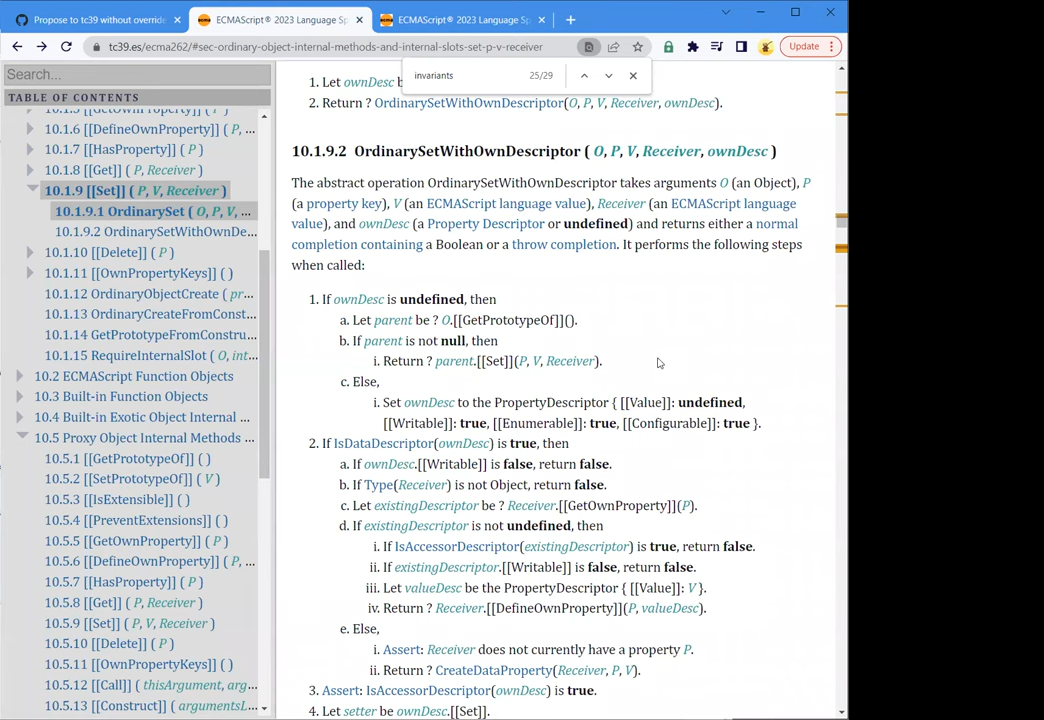 Propose to tc39 without override
ECMAScript® 2023 Language Sp
ECMAScript® 2023 Language Sp
tc39.es/ecma262/#sec-ordinary-object-internal-methods-and-internal-slots-set-p-v-receiver
Update
invariants 25/29
Search...
TABLE OF CONTENTS
10.1.5 [[GetOwnProperty]] ( P )
10.1.6 [[DefineOwnProperty]] ( P, ...
10.1.7 [[HasProperty]] ( P )
10.1.8 [[Get]] ( P, Receiver )
10.1.9 [[Set]] ( P, V, Receiver )
10.1.9.1 OrdinarySet ( O, P, V, ...
10.1.9.2 OrdinarySetWithOwnDe...
10.1.10 [[Delete]] ( P )
10.1.11 [[OwnPropertyKeys]] ( )
10.1.12 OrdinaryObjectCreate ( pr...
10.1.13 OrdinaryCreateFromConst...
10.1.14 GetPrototypeFromConstru...
10.1.15 RequireInternalSlot ( O, int...
10.2 ECMAScript Function Objects
10.3 Built-in Function Objects
10.4 Built-in Exotic Object Internal ...
10.5 Proxy Object Internal Methods ...
10.5.1 [[GetPrototypeOf]] ( )
10.5.2 [[SetPrototypeOf]] ( V )
10.5.3 [[IsExtensible]] ( )
10.5.4 [[PreventExtensions]] ( )
10.5.5 [[GetOwnProperty]] ( P )
10.5.6 [[DefineOwnProperty]] ( P, ...
10.5.7 [[HasProperty]] ( P )
10.5.8 [[Get]] ( P, Receiver )
10.5.9 [[Set]] ( P, V, Receiver )
10.5.10 [[Delete]] ( P )
10.5.11 [[OwnPropertyKeys]] ( )
10.5.12 [[Call]] ( thisArgument, arg...
10.5.13 [[Construct]] ( argumentsL...
1. Let ownDesc b
2. Return ? OrdinarySetWithOwnDescriptor(O, P, V, Receiver, ownDesc).
10.1.9.2 OrdinarySetWithOwnDescriptor ( O, P, V, Receiver, ownDesc )
The abstract operation OrdinarySetWithOwnDescriptor takes arguments O (an Object), P
(a property key), V (an ECMAScript language value), Receiver (an ECMAScript language
value), and ownDesc (a Property Descriptor or undefined) and returns either a normal
completion containing a Boolean or a throw completion. It performs the following steps
when called:
1. If ownDesc is undefined, then
a. Let parent be ? O.[[GetPrototypeOf]]().
b. If parent is not null, then
i. Return ? parent.[[Set]](P, V, Receiver).
c. Else,
i. Set ownDesc to the PropertyDescriptor { [[Value]]: undefined,
[[Writable]]: true, [[Enumerable]]: true, [[Configurable]]: true }.
2. If IsDataDescriptor(ownDesc) is true, then
a. If ownDesc.[[Writable]] is false, return false.
b. If Type(Receiver) is not Object, return false.
c. Let existingDescriptor be ? Receiver.[[GetOwnProperty]](P).
d. If existingDescriptor is not undefined, then
i. If IsAccessorDescriptor(existingDescriptor) is true, return false.
ii. If existingDescriptor.[[Writable]] is false, return false.
iii. Let valueDesc be the PropertyDescriptor { [[Value]]: V }.
iv. Return ? Receiver.[[DefineOwnProperty]](P, valueDesc).
e. Else,
i. Assert: Receiver does not currently have a property P.
ii. Return ? CreateDataProperty(Receiver, P, V).
3. Assert: IsAccessorDescriptor(ownDesc) is true.
4. Let setter be ownDesc.[[Set]].